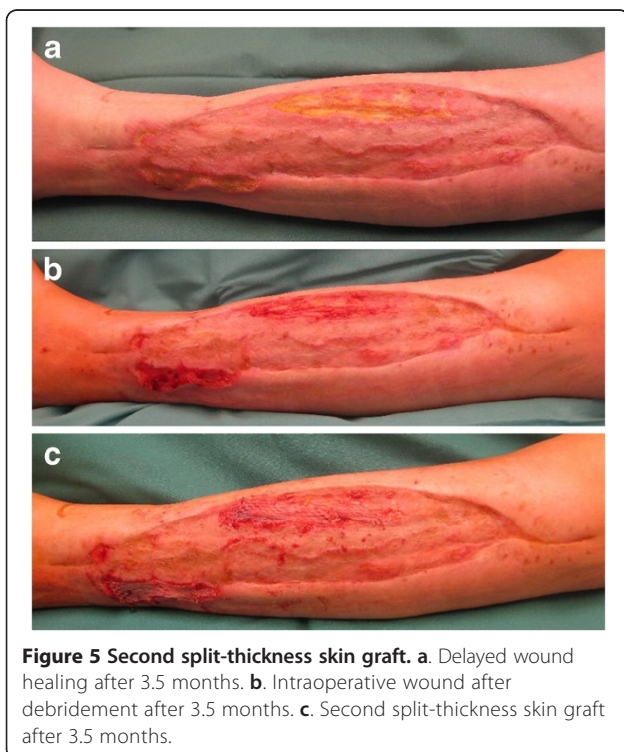 a
b
c
Figure 5 Second split-thickness skin graft. a. Delayed wound
healing after 3.5 months. b. Intraoperative wound after
debridement after 3.5 months. c. Second split-thickness skin graft
after 3.5 months.